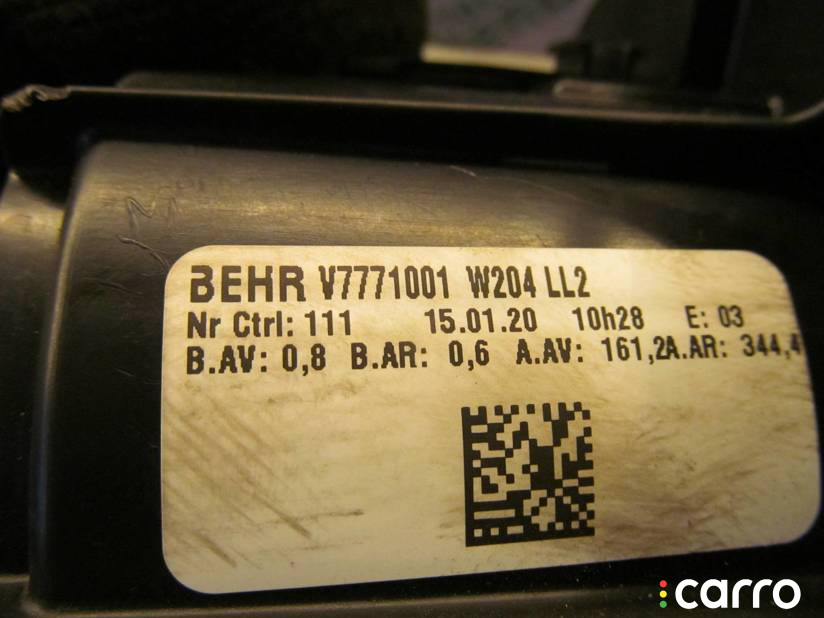 BEHR V7771001 W204 LL2
Nr Ctrl: 111 15.01.20 10h28 E: 03
B.AV: 0,8 B.AR: 0,6 A.AV: 161,2A.AR: 344,4
carro